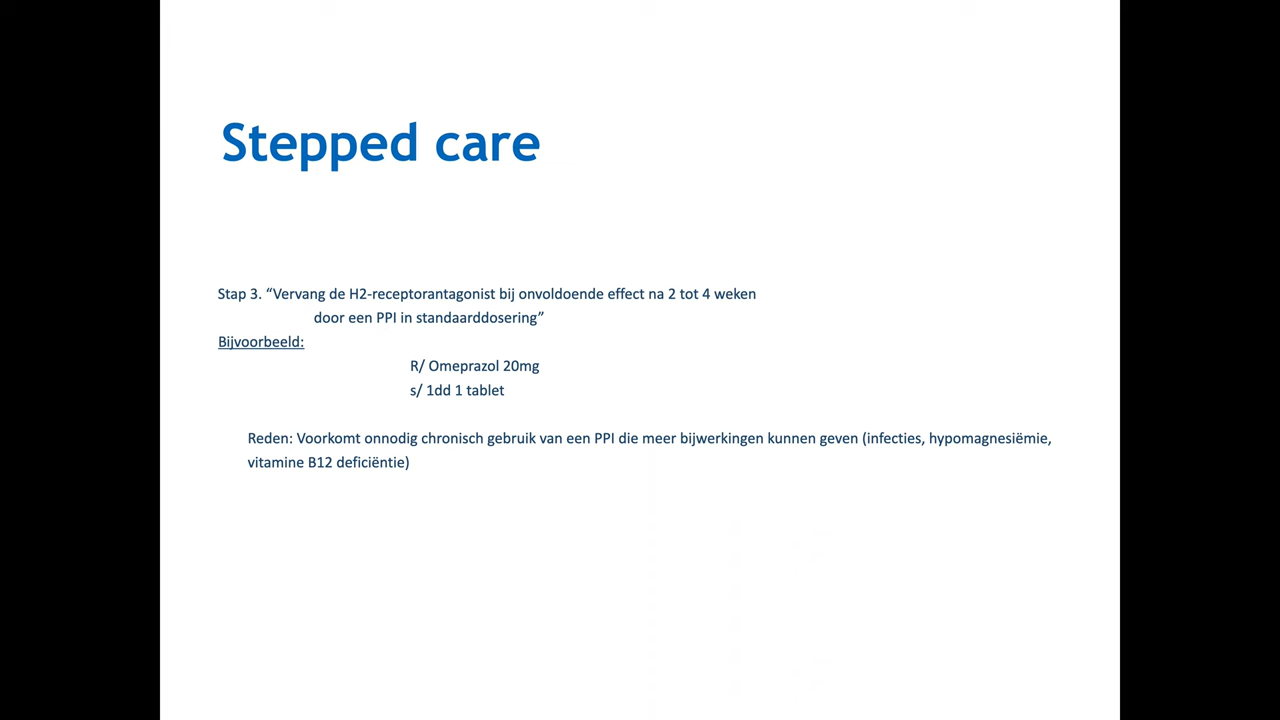 Stepped care
Stap 3. “Vervang de H2-receptorantagonist bij onvoldoende effect na 2 tot 4 weken
door een PPI in standaarddosering”
Bijvoorbeeld:
R/ Omeprazol 20mg
s/ 1dd 1 tablet
Reden: Voorkomt onnodig chronisch gebruik van een PPI die meer bijwerkingen kunnen geven (infecties, hypomagnesiëmie,
vitamine B12 deficiëntie)